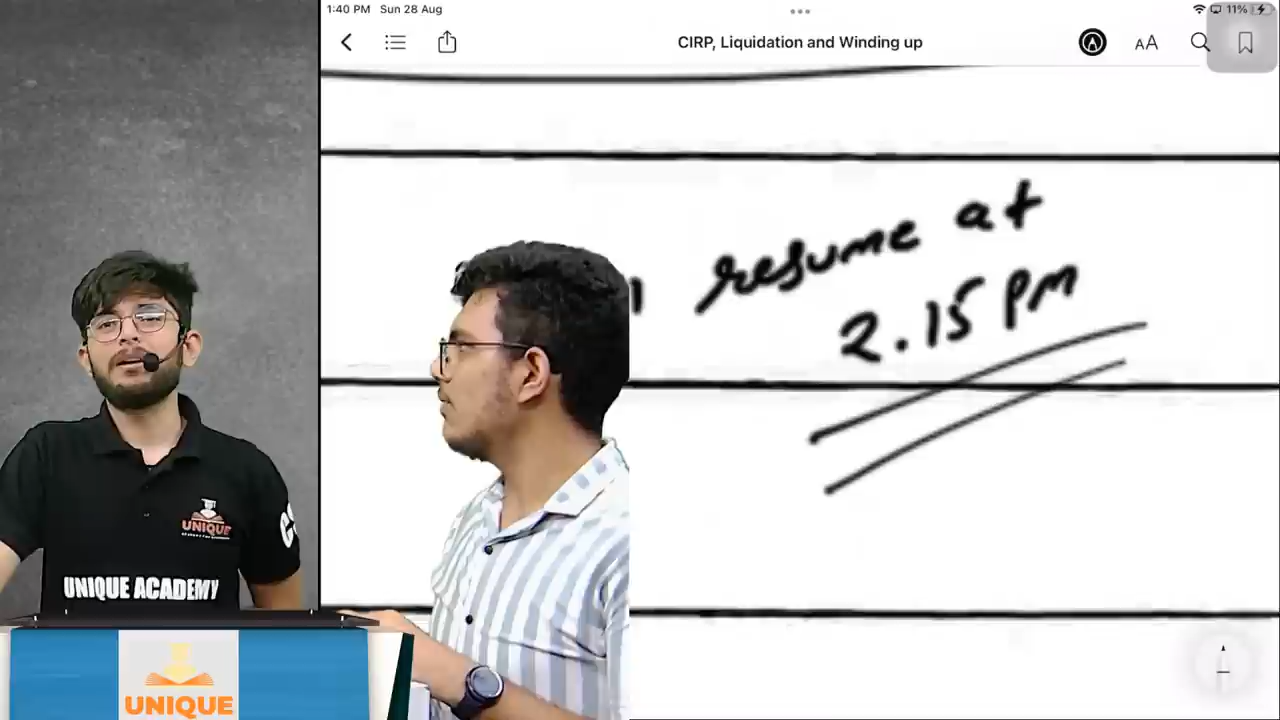 1:40 PM Sun 28 Aug
11%
CIRP, Liquidation and Winding up
AA
resume at
2.15 PM
UNIQUE
UNIQUE ACADEMY
UNIQUE